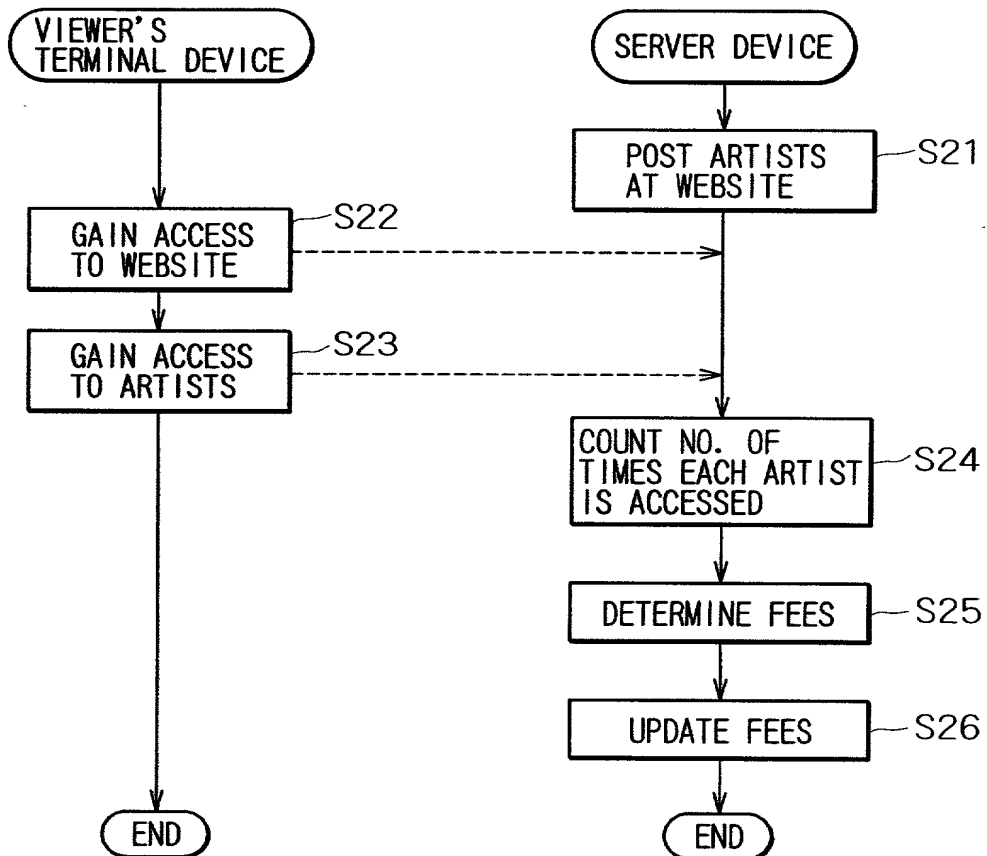 VIEWER'S
TERMINAL DEVICE
SERVER DEVICE
POST ARTISTS
AT WEBSITE
S21
GAIN ACCESS
TO WEBSITE
S22
GAIN ACCESS
TO ARTISTS
S23
COUNT NO. OF
TIMES EACH ARTIST
IS ACCESSED
S24
DETERMINE FEES
S25
UPDATE FEES
S26
END
END